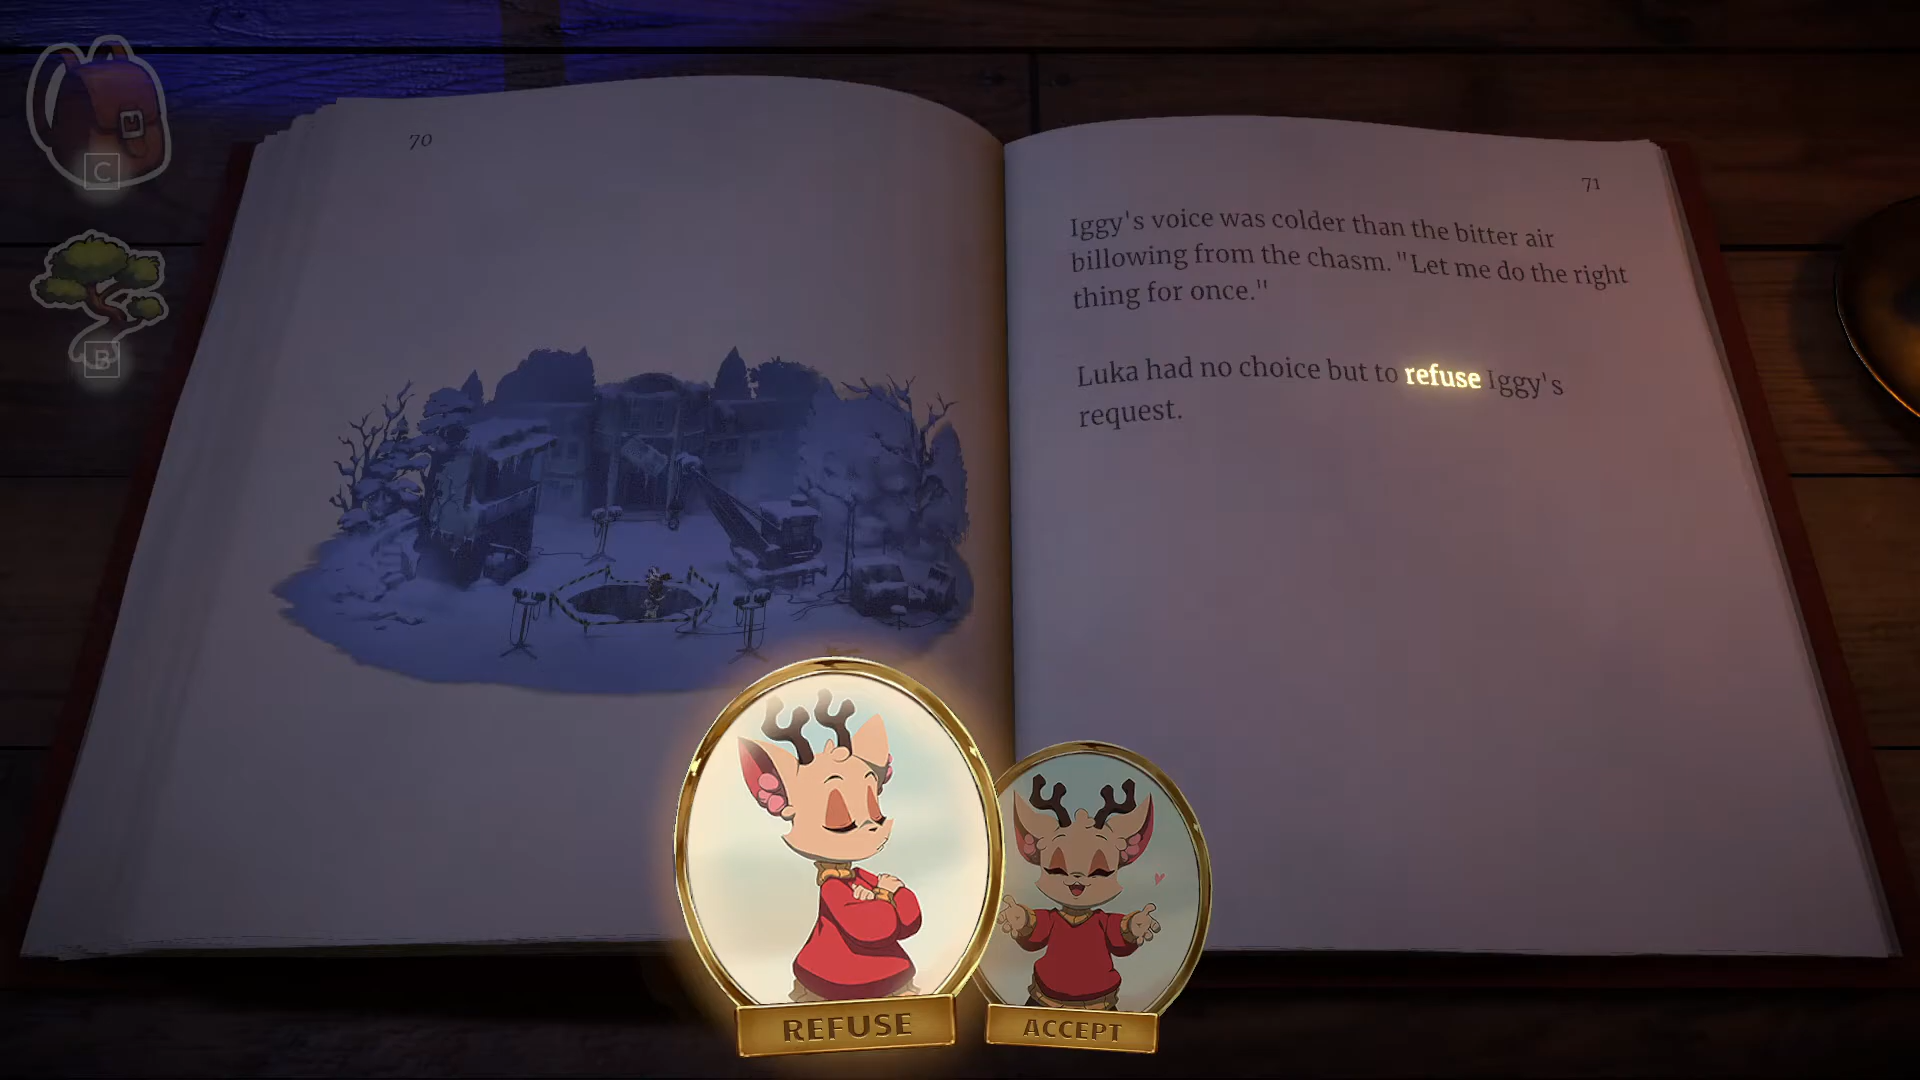 C
B
70
71
Iggy's voice was colder than the bitter air
billowing from the chasm. "Let me do the right
thing for once."
Luka had no choice but to refuse Iggy's
request.
REFUSE
ACCEPT